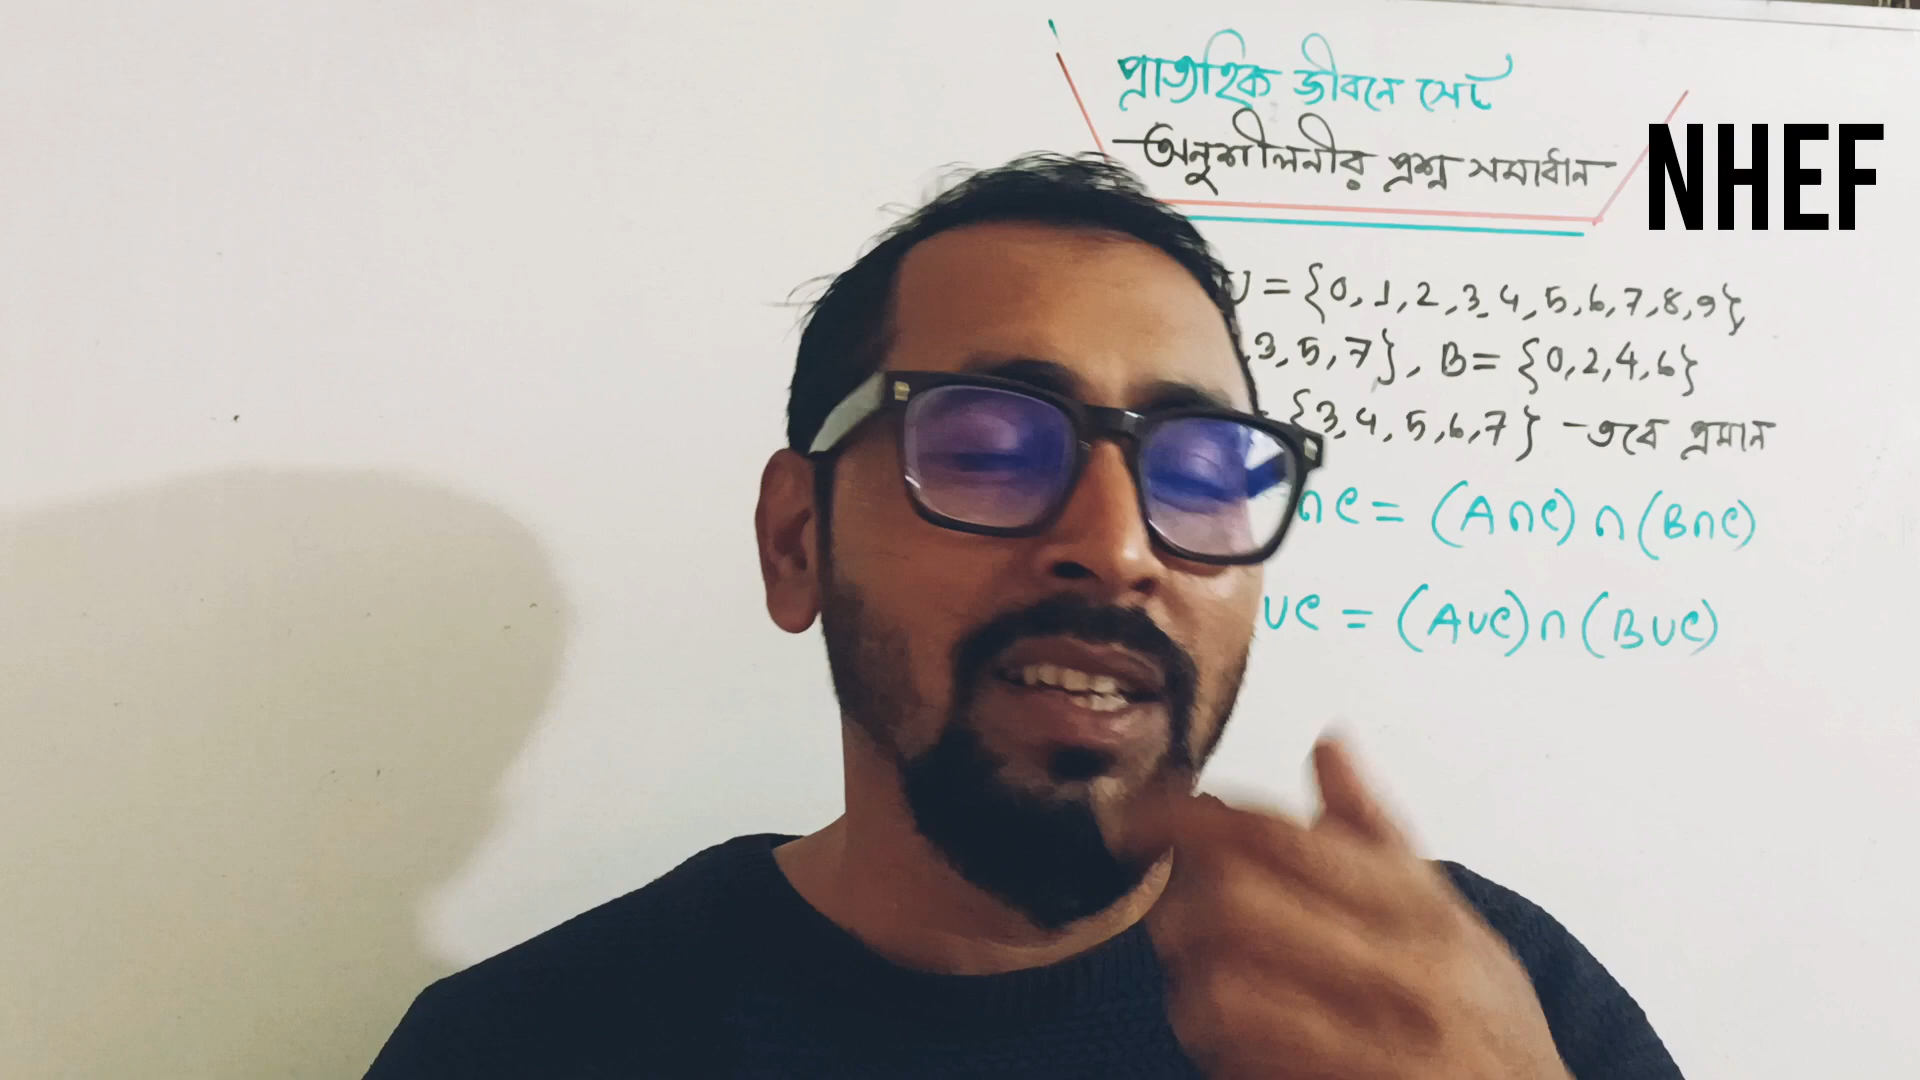 প্রাত্যহিক জীবনে সেট
অনুশীলনীর প্রশ্ন সমাধান
NHEF
U = {0, 1, 2, 3, 4, 5, 6, 7, 8, 9},
, 3, 5, 7}, B = {0, 2, 4, 6}
{3, 4, 5, 6, 7} তবে প্রমান
∩ C = (A ∩ C) ∩ (B ∩ C)
∪ C = (A ∪ C) ∩ (B ∪ C)